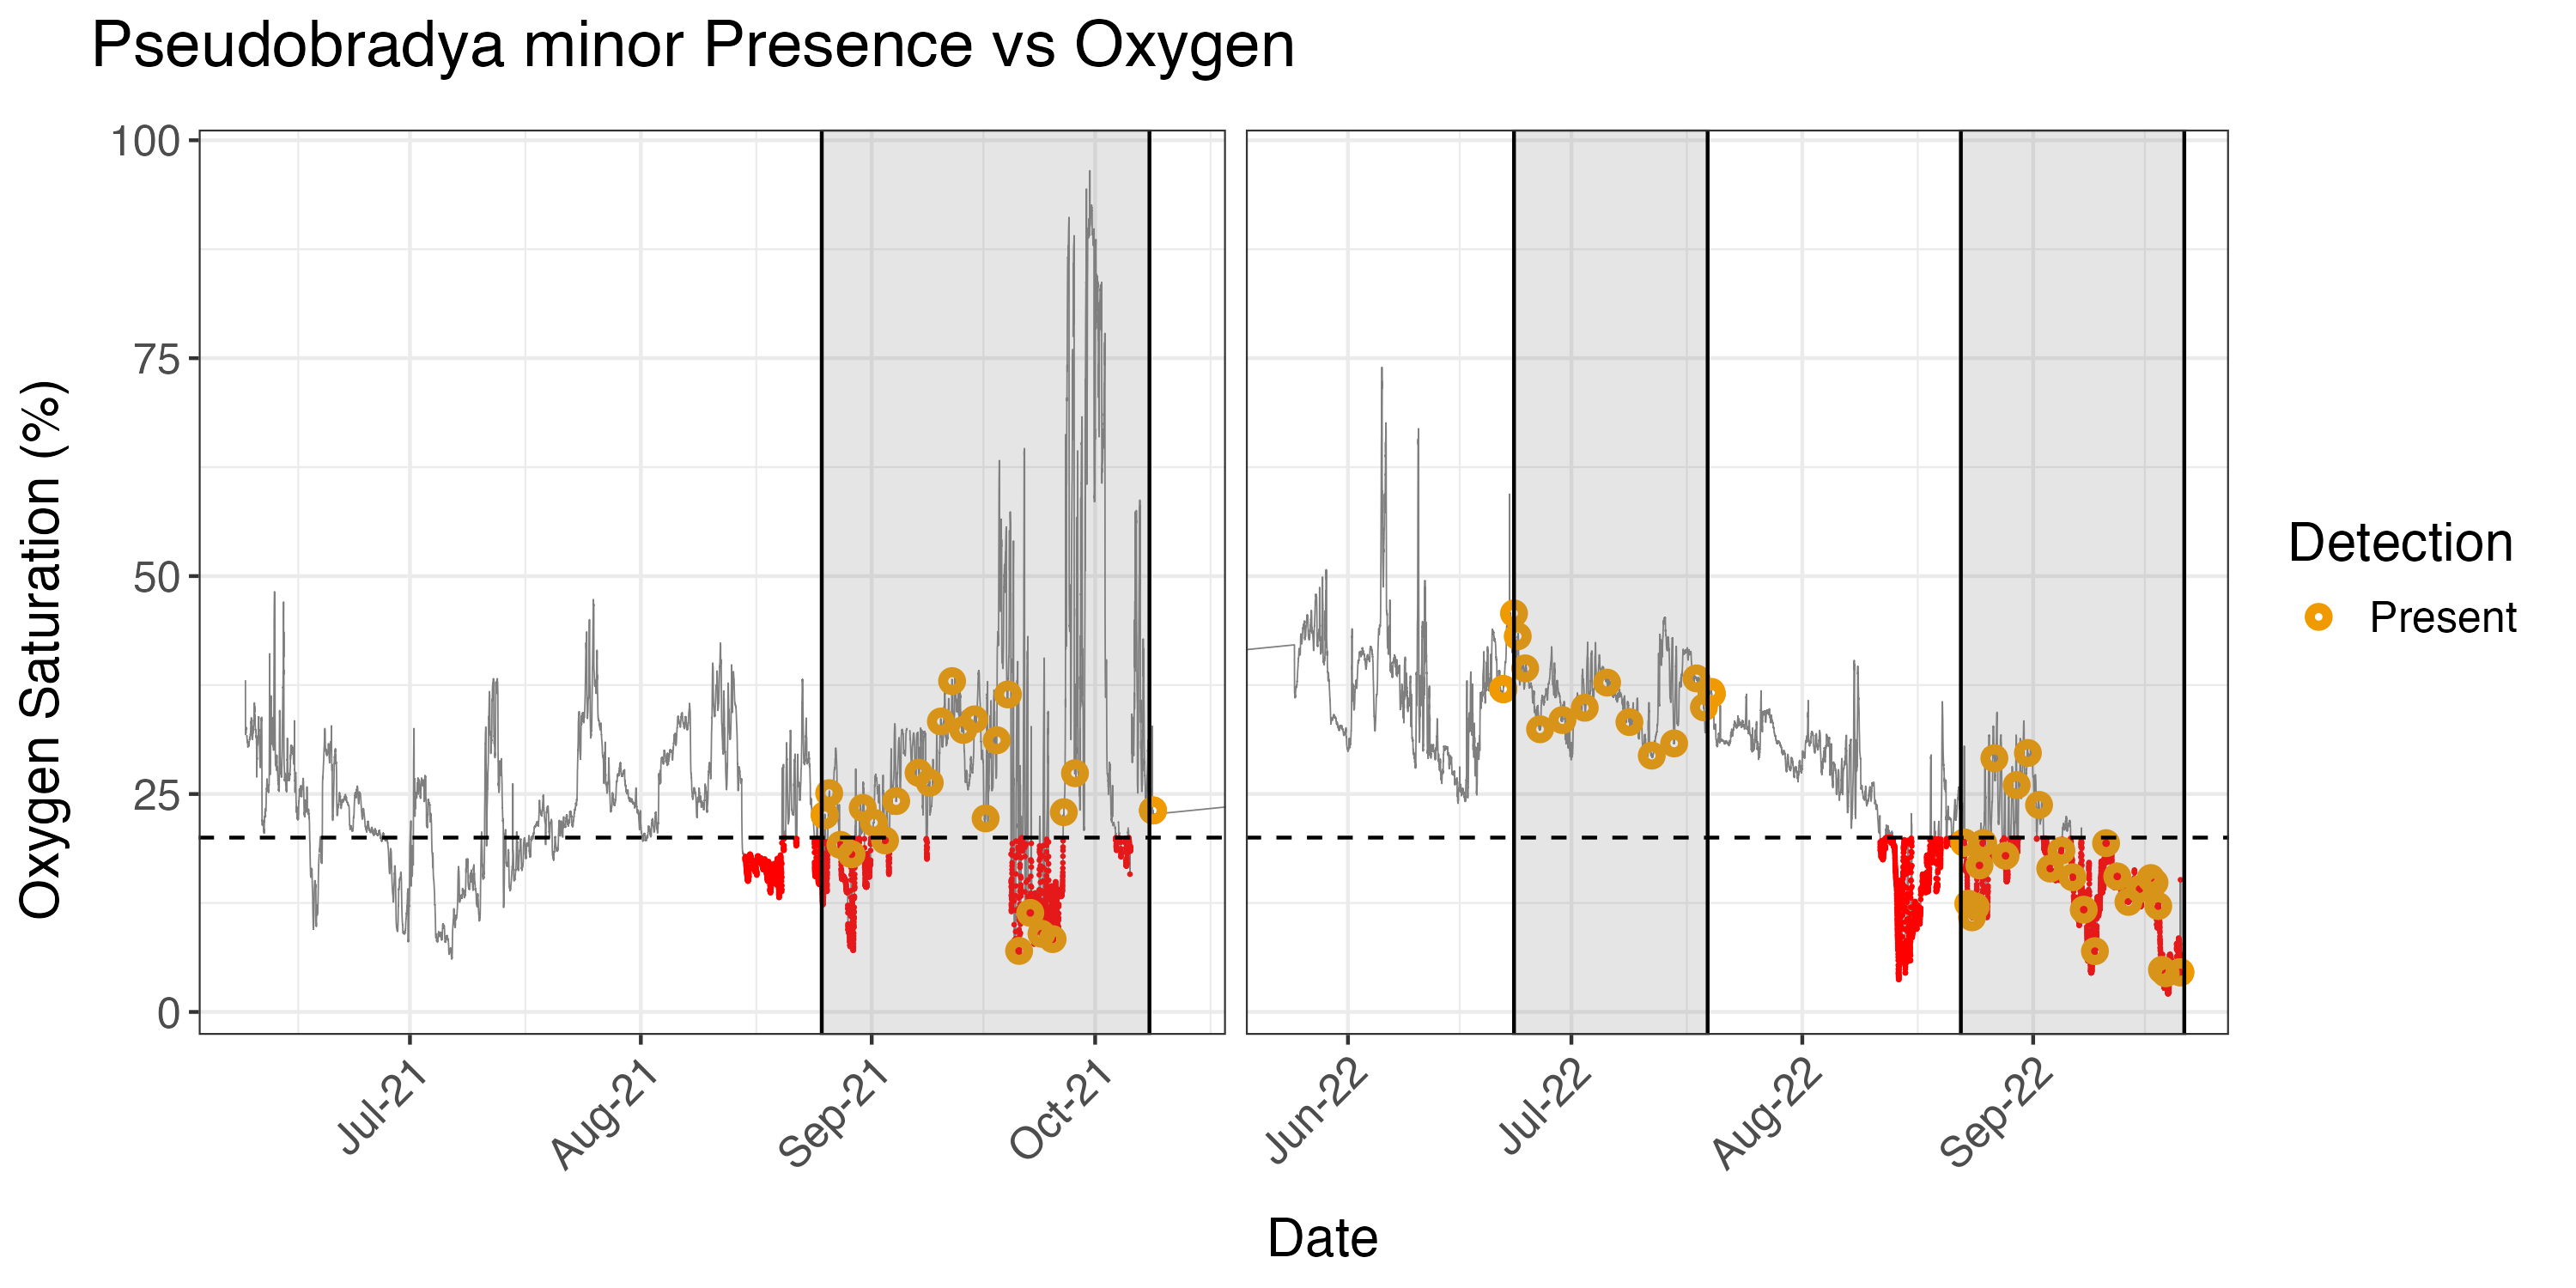 Pseudobradya minor Presence vs Oxygen
Oxygen Saturation (%)
100
75
50
25
0
Jul-21
Aug-21
Sep-21
Oct-21
Jun-22
Jul-22
Aug-22
Sep-22
Date
Detection
Present